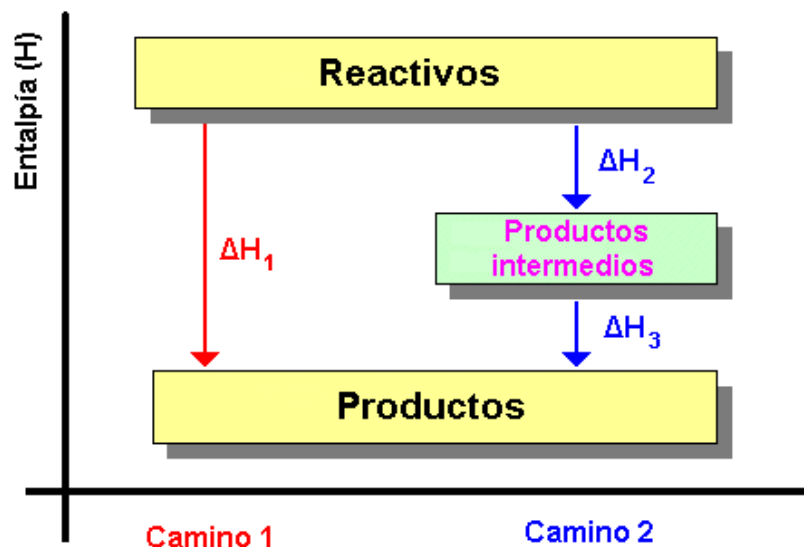 Entalpía (H)
Reactivos
ΔH₂
Productos
intermedios
ΔH₁
ΔH₃
Productos
Camino 1
Camino 2